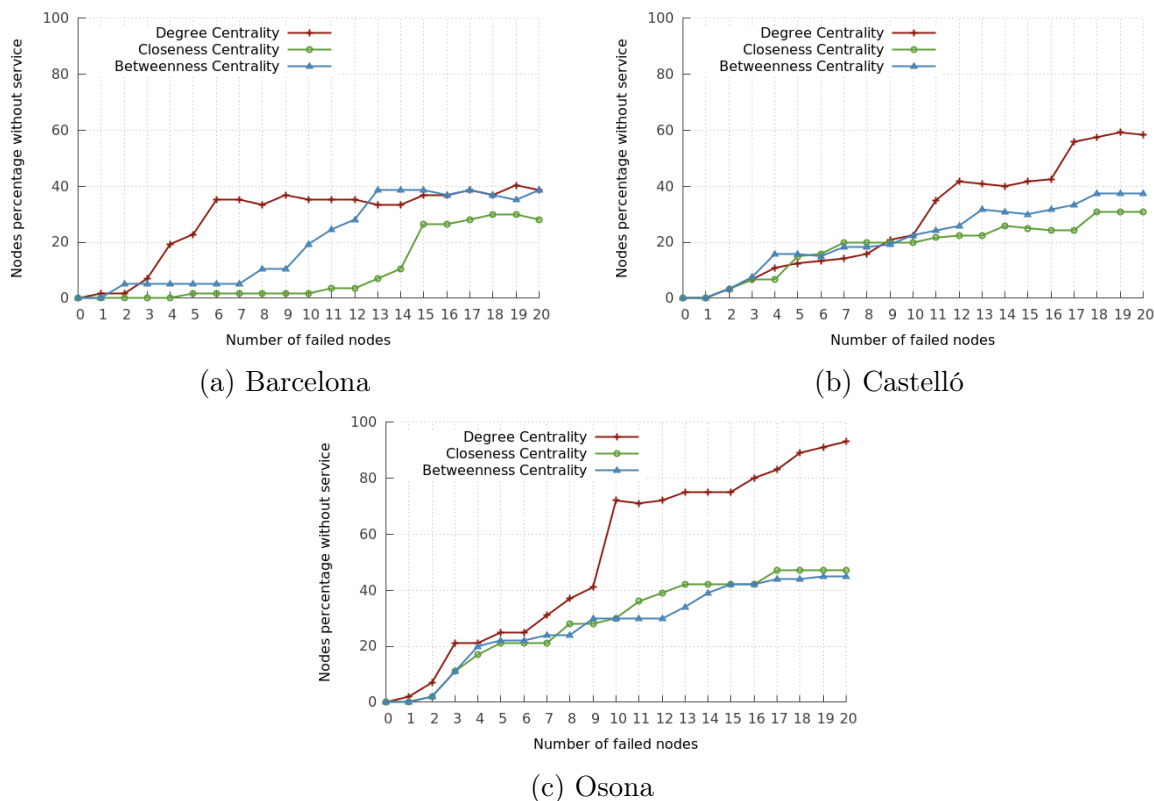 Nodes percentage without service
100
80
60
40
20
0
Degree Centrality
Closeness Centrality
Betweenness Centrality
0 1 2 3 4 5 6 7 8 9 10 11 12 13 14 15 16 17 18 19 20
Number of failed nodes
(a) Barcelona
Nodes percentage without service
100
80
60
40
20
0
Degree Centrality
Closeness Centrality
Betweenness Centrality
0 1 2 3 4 5 6 7 8 9 10 11 12 13 14 15 16 17 18 19 20
Number of failed nodes
(b) Castelló
Nodes percentage without service
100
80
60
40
20
0
Degree Centrality
Closeness Centrality
Betweenness Centrality
0 1 2 3 4 5 6 7 8 9 10 11 12 13 14 15 16 17 18 19 20
Number of failed nodes
(c) Osona